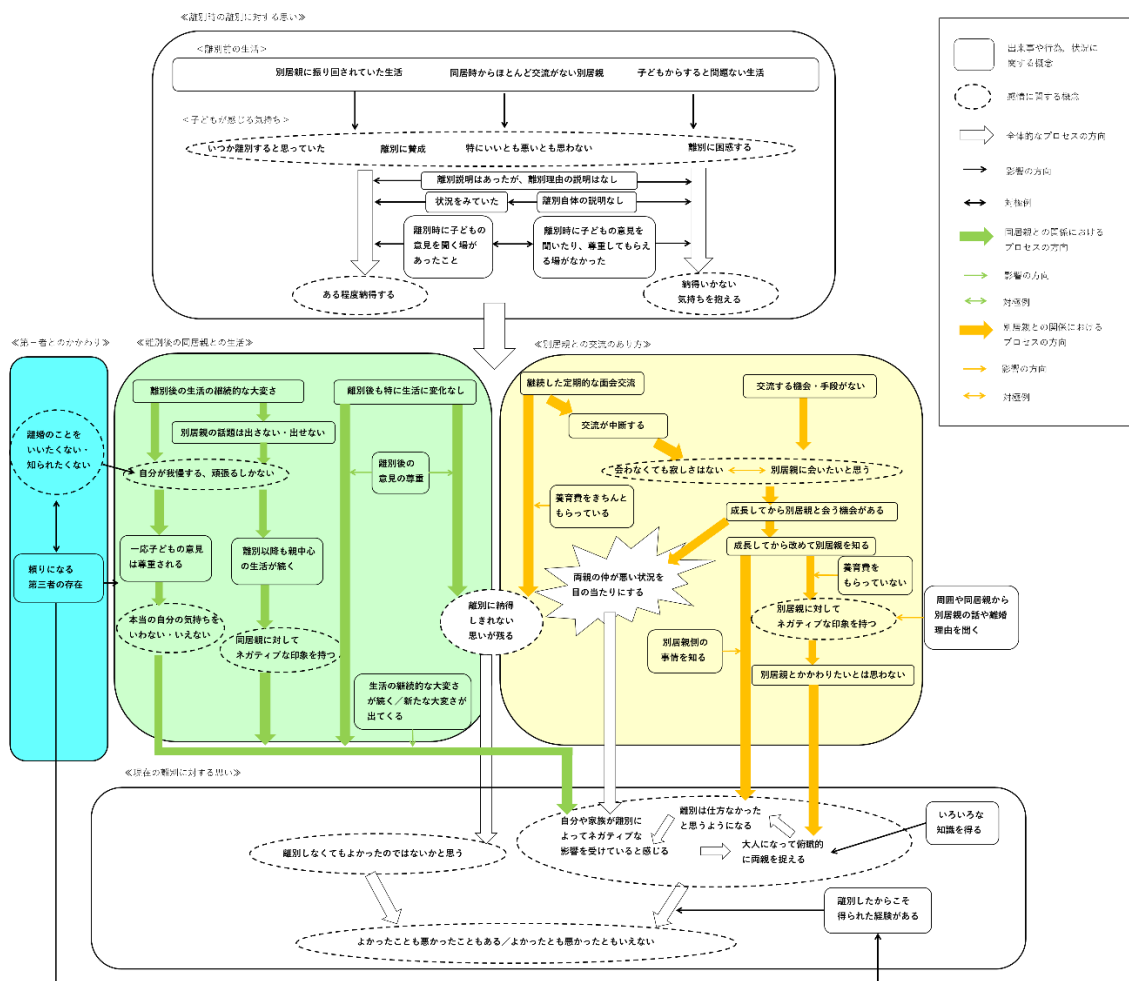 ≪離別時の離別に対する思い≫
＜離別前の生活＞
別居親に振り回されていた生活
同居時からほとんど交流がない別居親
子どもからすると問題ない生活
＜子どもが感じる気持ち＞
いつか離別すると思っていた
離別に賛成
特にいいとも悪いとも思わない
離別に困惑する
離別説明はあったが、離別理由の説明はなし
状況をみていた
離別自体の説明なし
離別時に子どもの
意見を聞く場が
あったこと
離別時に子どもの意見を
聞いたり、尊重してもらえ
る場がなかった
ある程度納得する
納得いかない
気持ちを抱える
出来事や行為、状況に
関する概念
感情に関する概念
全体的なプロセスの方向
影響の方向
対極例
同居親との関係における
プロセスの方向
影響の方向
対極例
別居親との関係における
プロセスの方向
影響の方向
対極例
≪第三者とのかかわり≫
離婚のことを
いいたくない・
知られたくない
頼りになる
第三者の存在
≪離別後の同居親との生活≫
離別後の生活の継続的な大変さ
離別後も特に生活に変化なし
別居親の話題は出さない・出せない
自分が我慢する、頑張るしかない
離別後の
意見の尊重
一応子どもの意見
は尊重される
離別以降も親中心
の生活が続く
本当の自分の気持ちを
いわない・いえない
同居親に対して
ネガティブな印象を持つ
離別に納得
しきれない
思いが残る
生活の継続的な大変さ
が続く／新たな大変さが
出てくる
≪別居親との交流のあり方≫
継続した定期的な面会交流
交流する機会・手段がない
交流が中断する
会わなくても寂しさはない
別居親に会いたいと思う
養育費をきちんと
もらっている
成長してから別居親と会う機会がある
成長してから改めて別居親を知る
両親の仲が悪い状況を
目の当たりにする
養育費を
もらっていない
別居親に対して
ネガティブな印象を持つ
周囲や同居親から
別居親の話や離婚
理由を聞く
別居親側の
事情を知る
別居親とかかわりたいとは思わない
≪現在の離別に対する思い≫
離別しなくてもよかったのではないかと思う
自分や家族が離別に
よってネガティブな
影響を受けていると感じる
離別は仕方なかった
と思うようになる
大人になって俯瞰的
に両親を捉える
いろいろな
知識を得る
離別したからこそ
得られた経験がある
よかったことも悪かったこともある／よかったとも悪かったともいえない